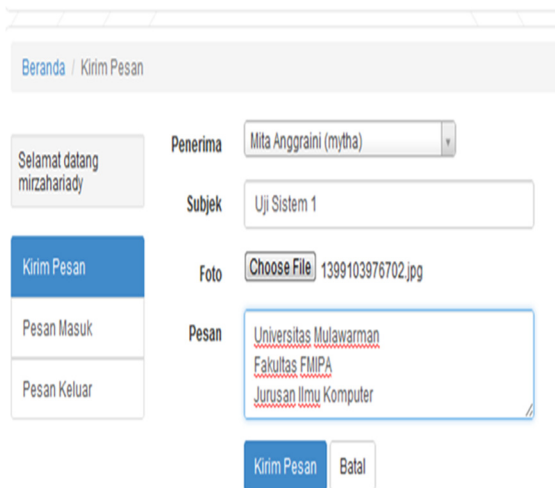 Beranda / Kirim Pesan
Selamat datang
mirzahariady
Kirim Pesan
Pesan Masuk
Pesan Keluar
Penerima Mita Anggraini (mytha)
Subjek Uji Sistem 1
Foto Choose File 1399103976702.jpg
Pesan Universitas Mulawarman
Fakultas FMIPA
Jurusan Ilmu Komputer
Kirim Pesan Batal